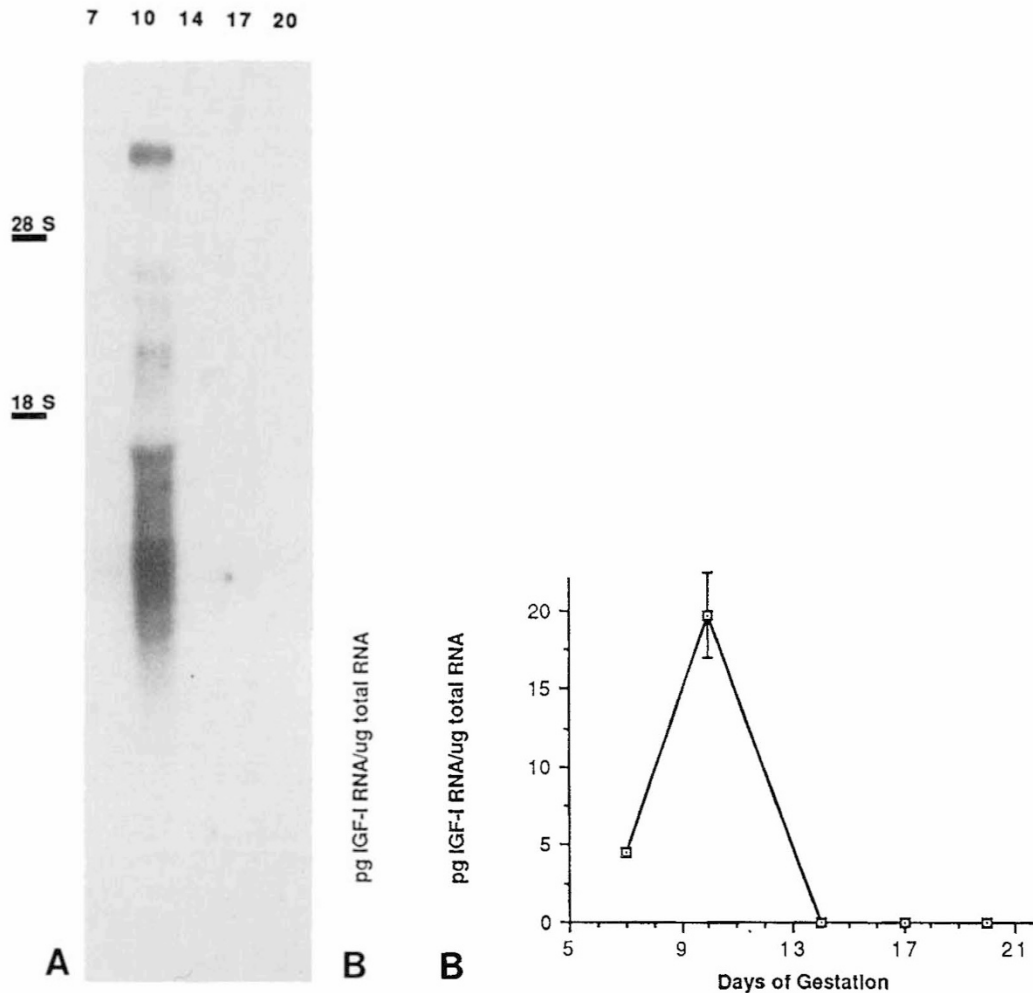 7 10 14 17 20
28 S
18 S
A
pg IGF-I RNA/ug total RNA
B
pg IGF-I RNA/ug total RNA
B
20
15
10
5
0
5 9 13 17 21
Days of Gestation